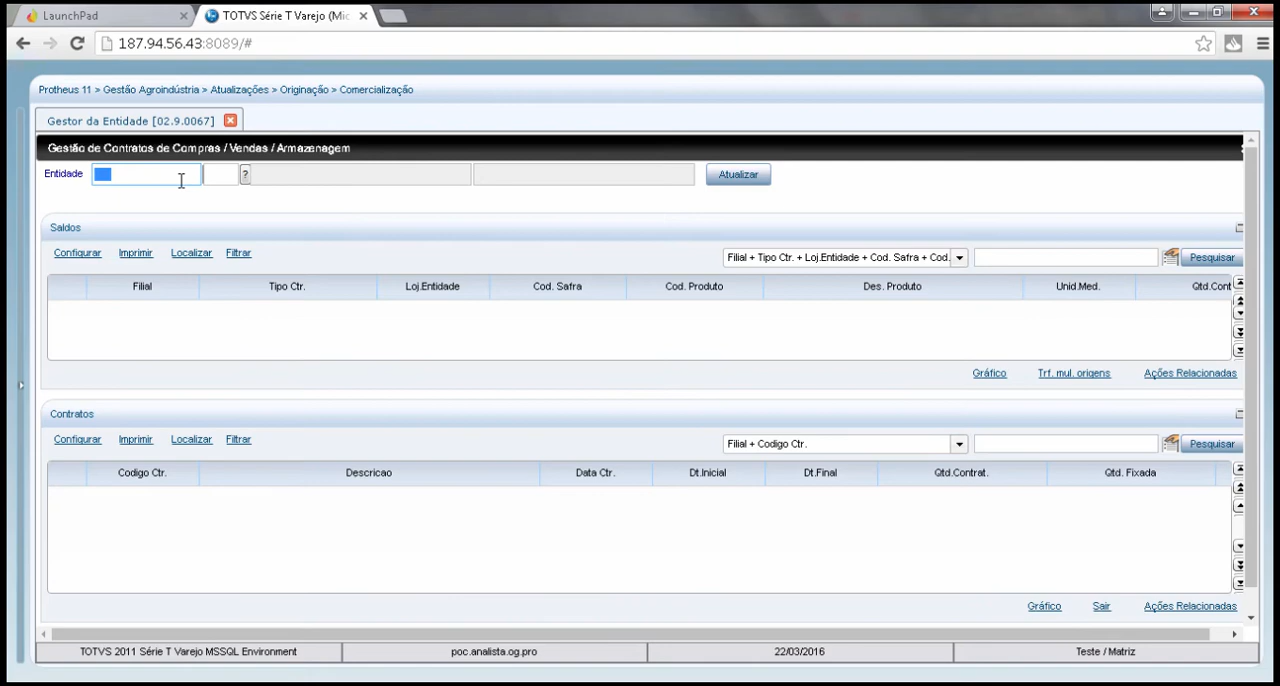 LaunchPad
TOTVS Série T Varejo (Mic
187.94.56.43:8089/#
Protheus 11 > Gestão Agroindústria > Atualizações > Originação > Comercialização
Gestor da Entidade [02.9.0067]
Gestão de Contratos de Compras / Vendas / Armazenagem
Entidade ? Atualizar
Saldos
Configurar Imprimir Localizar Filtrar Filial + Tipo Ctr. + Loj.Entidade + Cod. Safra + Cod. Pesquisar
Filial Tipo Ctr. Loj.Entidade Cod. Safra Cod. Produto Des. Produto Unid.Med. Qtd.Cont
Gráfico Trf. mul. origens Ações Relacionadas
Contratos
Configurar Imprimir Localizar Filtrar Filial + Codigo Ctr. Pesquisar
Codigo Ctr. Descricao Data Ctr. Dt.Inicial Dt.Final Qtd.Contrat. Qtd. Fixada
Gráfico Sair Ações Relacionadas
TOTVS 2011 Série T Varejo MSSQL Environment poc.analista.og.pro 22/03/2016 Teste / Matriz